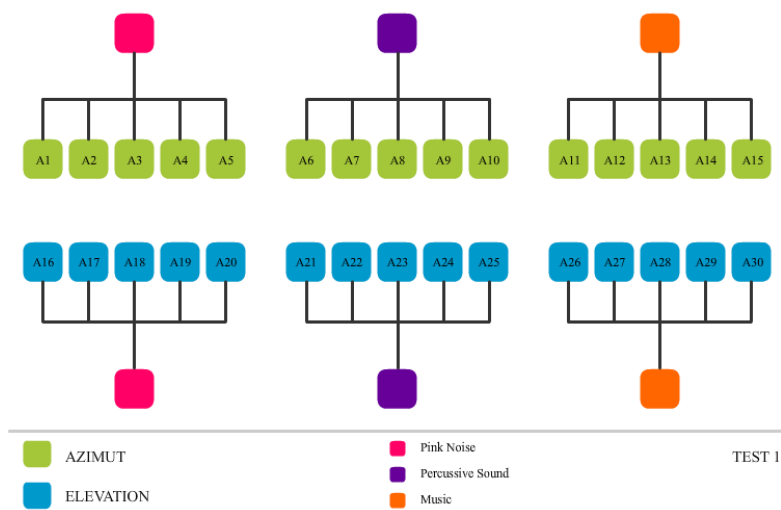 A1 A2 A3 A4 A5 A6 A7 A8 A9 A10 A11 A12 A13 A14 A15
A16 A17 A18 A19 A20 A21 A22 A23 A24 A25 A26 A27 A28 A29 A30
AZIMUT
ELEVATION
Pink Noise
Percussive Sound
Music
TEST 1